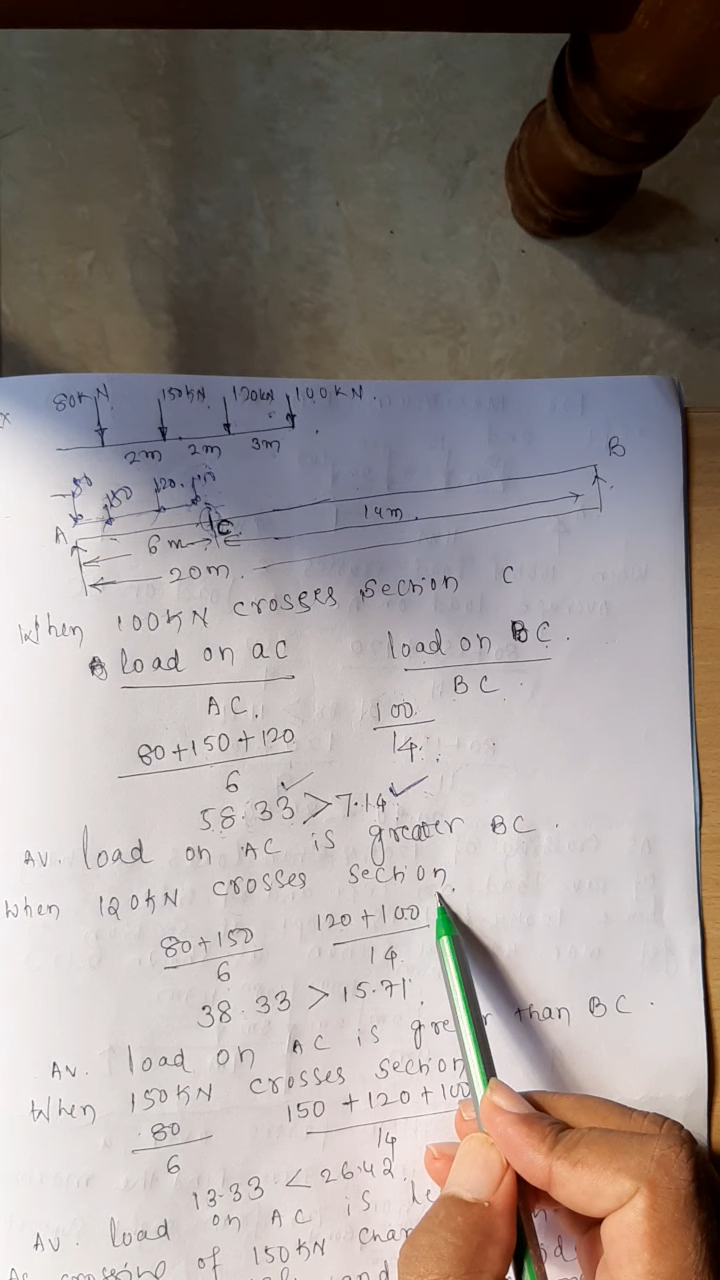 80KN 150KN 120KN 100KN.
2m 2m 3m
80 150 120
A C B
6m 14m
20m.
When 100KN crosses section C
load on aC load on BC.
AC. BC
80+150+120 100
6 14
58.33 > 7.14
AV. load on AC is greater BC.
When 120KN crosses section.
80+150 120+100
6 14
38.33 > 15.71.
AV. load on AC is than BC.
When 150KN crosses section
80 150+120+100
6 14
13.33 < 26.42.
AV. load on AC is
of 150KN